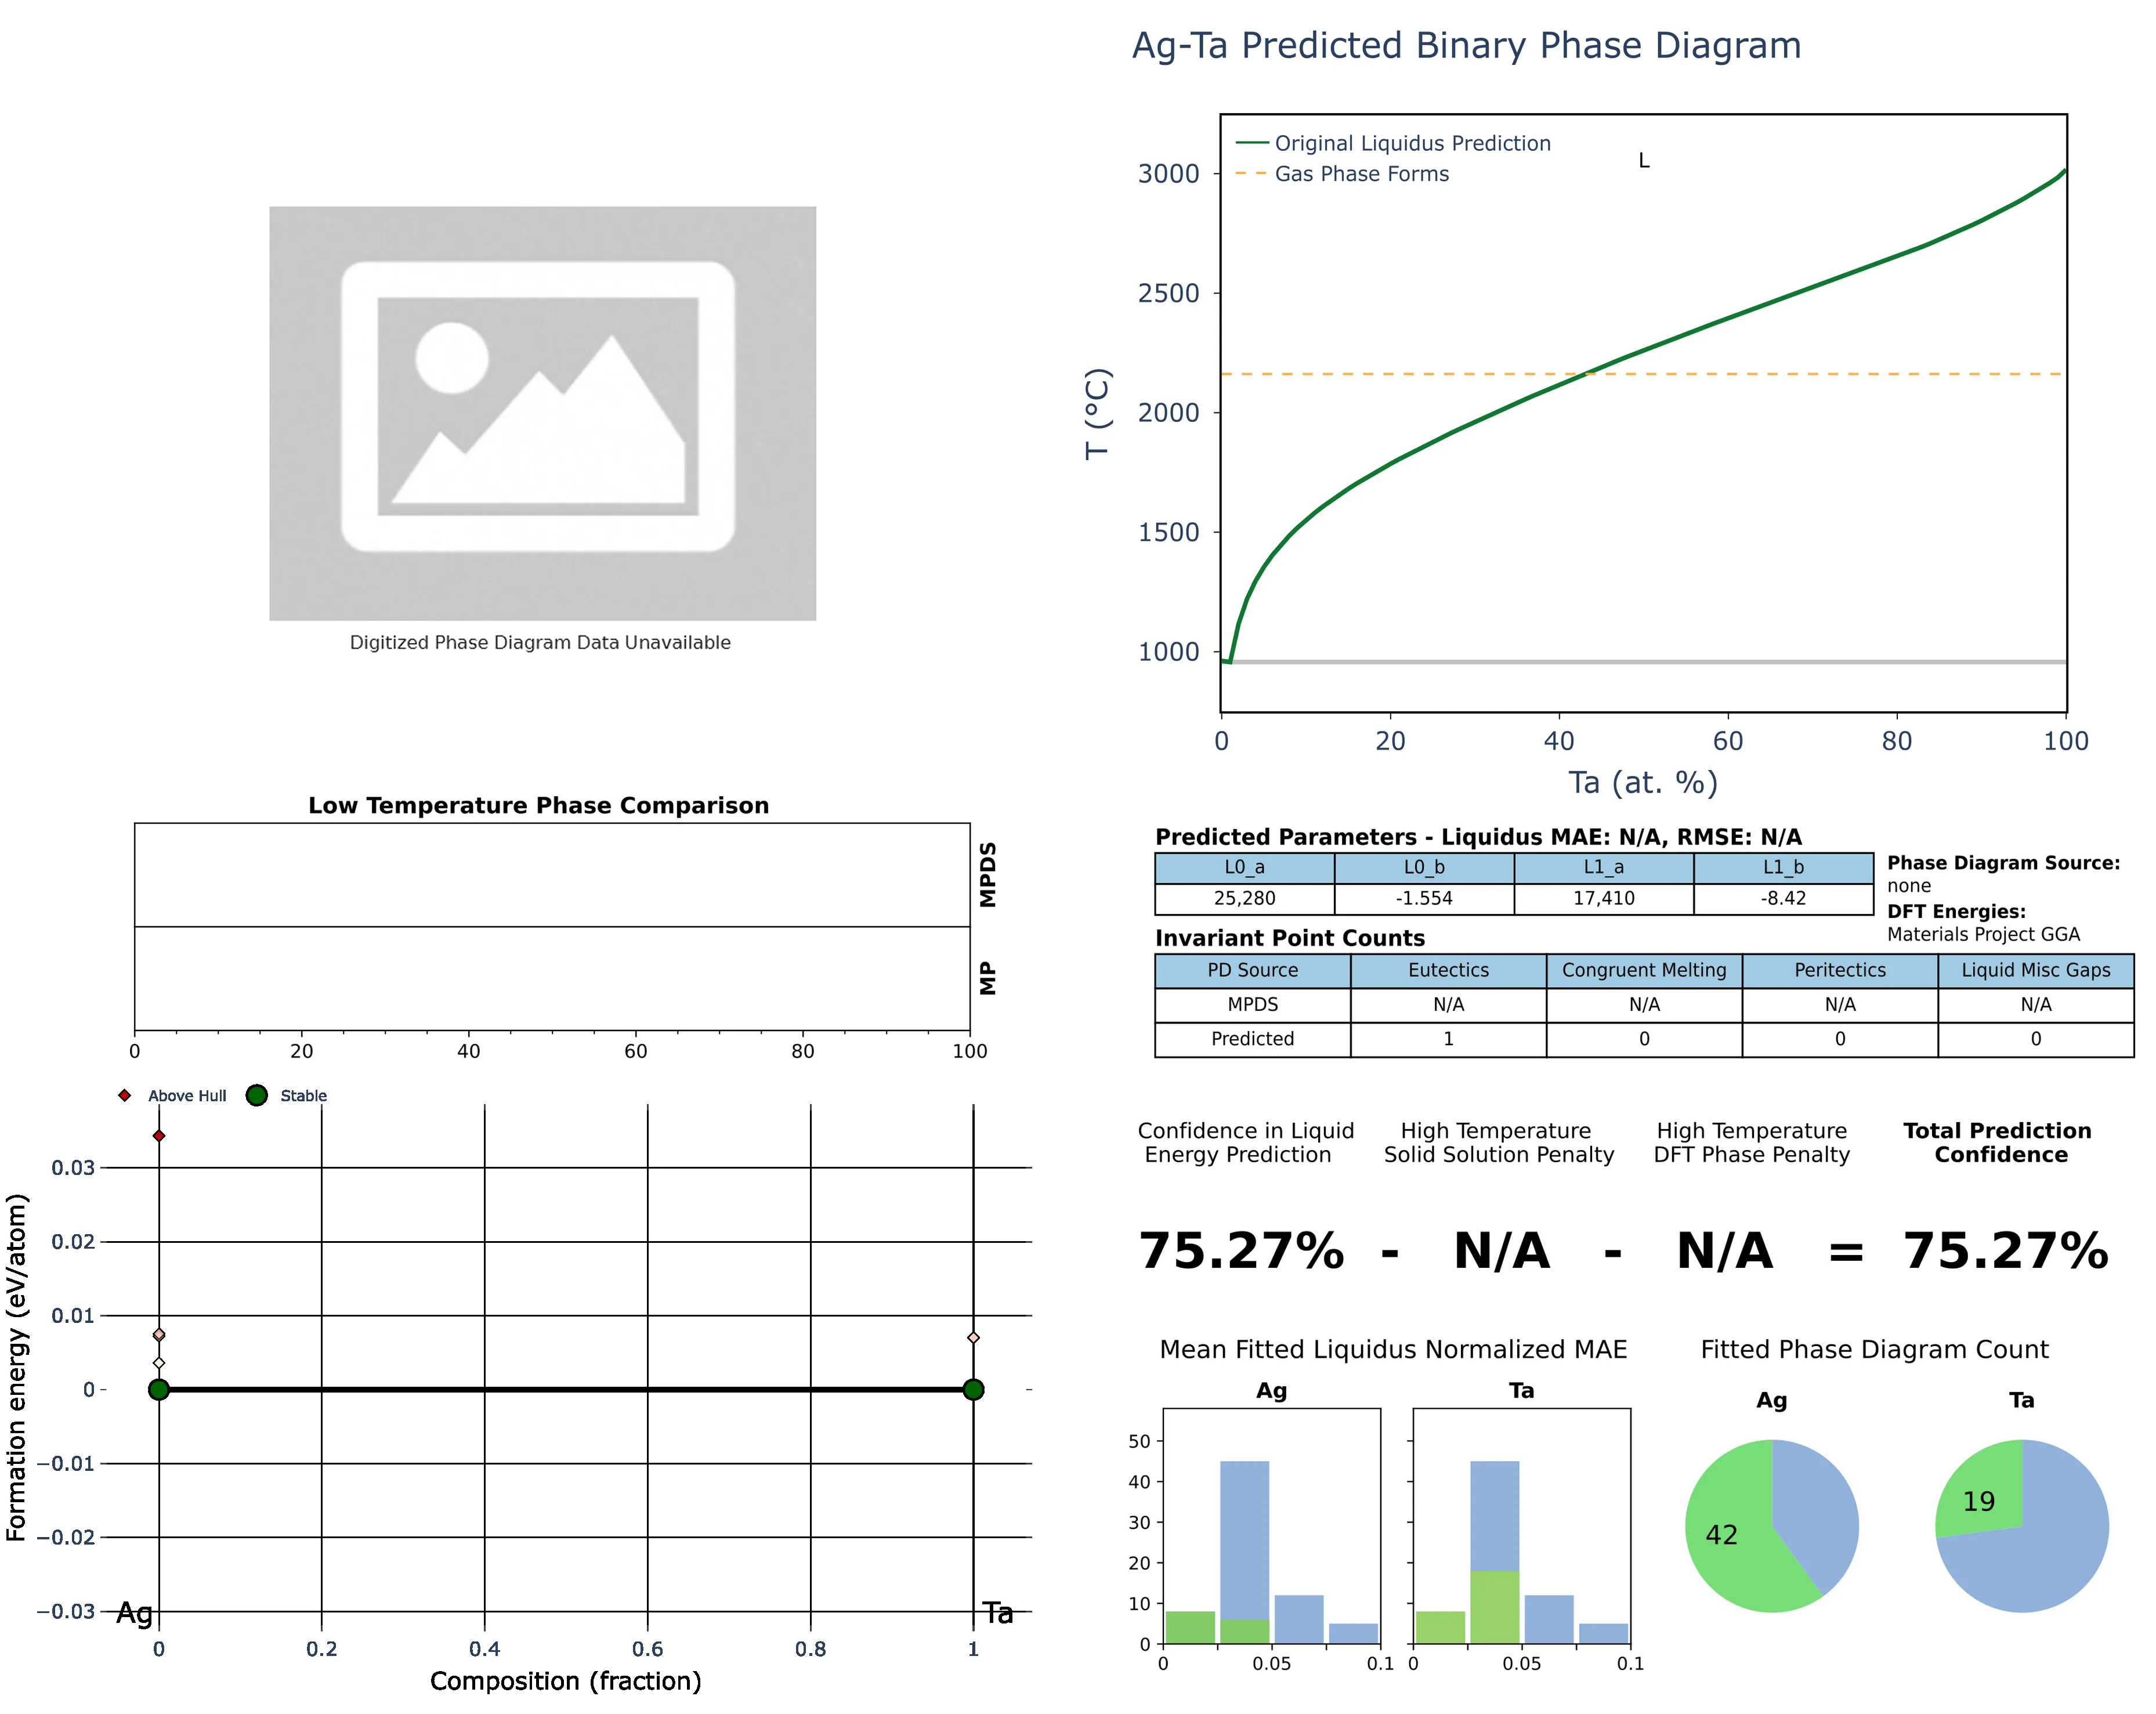 Ag-Ta Predicted Binary Phase Diagram
Original Liquidus Prediction
Gas Phase Forms
L
3000
2500
2000
1500
1000
T (°C)
0 20 40 60 80 100
Ta (at. %)
Digitized Phase Diagram Data Unavailable
Low Temperature Phase Comparison
MPDS
MP
0 20 40 60 80 100
Predicted Parameters - Liquidus MAE: N/A, RMSE: N/A
L0_a L0_b L1_a L1_b
25,280 -1.554 17,410 -8.42
Phase Diagram Source:
none
DFT Energies:
Materials Project GGA
Invariant Point Counts
PD Source Eutectics Congruent Melting Peritectics Liquid Misc Gaps
MPDS N/A N/A N/A N/A
Predicted 1 0 0 0
Above Hull Stable
0.03
0.02
0.01
0
−0.01
−0.02
−0.03
Formation energy (eV/atom)
Ag Ta
0 0.2 0.4 0.6 0.8 1
Composition (fraction)
Confidence in Liquid
Energy Prediction
High Temperature
Solid Solution Penalty
High Temperature
DFT Phase Penalty
Total Prediction
Confidence
75.27% - N/A - N/A = 75.27%
Mean Fitted Liquidus Normalized MAE
Ag Ta
50
40
30
20
10
0
0 0.05 0.1 0 0.05 0.1
Fitted Phase Diagram Count
Ag Ta
42 19